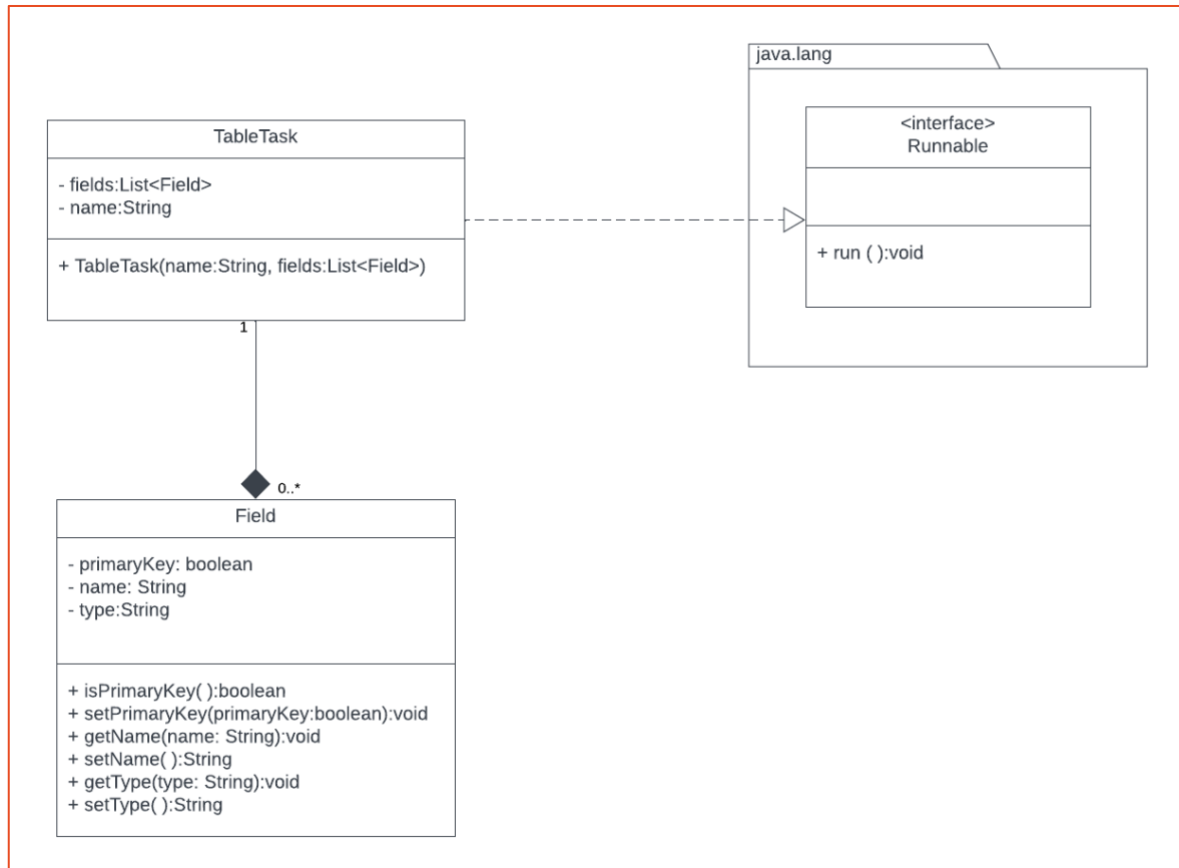 java.lang
<interface>
Runnable
+ run ( ):void
TableTask
- fields:List<Field>
- name:String
+ TableTask(name:String, fields:List<Field>)
1
0..*
Field
- primaryKey: boolean
- name: String
- type:String
+ isPrimaryKey( ):boolean
+ setPrimaryKey(primaryKey:boolean):void
+ getName(name: String):void
+ setName( ):String
+ getType(type: String):void
+ setType( ):String